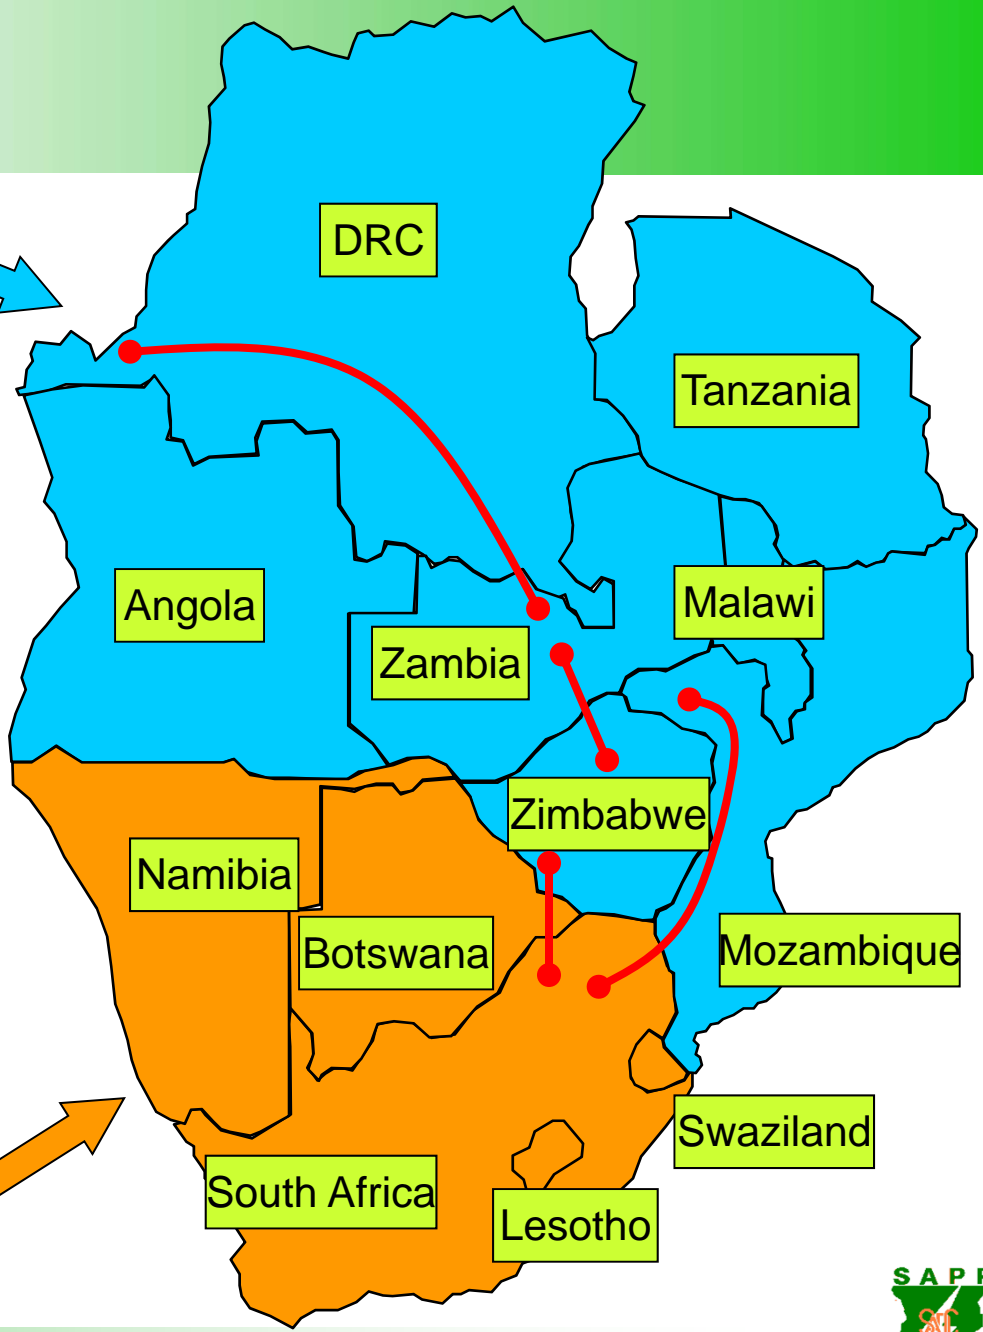 DRC
Tanzania
Angola
Malawi
Zambia
Zimbabwe
Namibia
Botswana
Mozambique
Swaziland
South Africa
Lesotho
S A P P